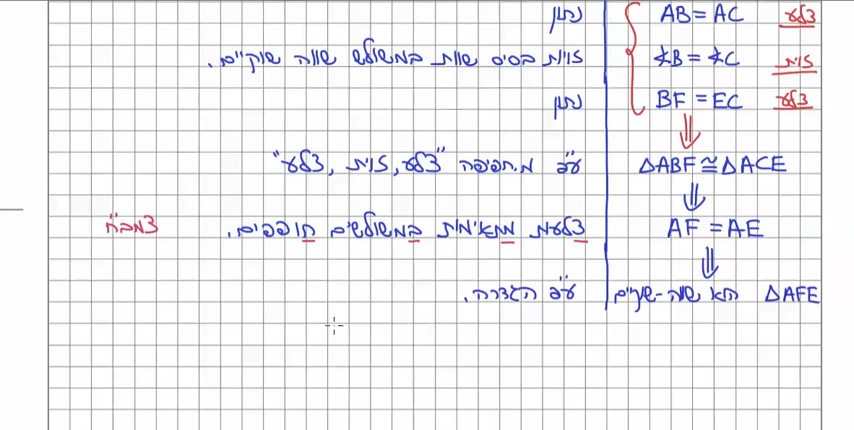 צלע AB = AC נתון
זוית ∢B = ∢C זויות בסיס שוות במשולש שווה שוקיים.
צלע BF = EC נתון
⇓
ΔABF ≅ ΔACE ע"פ מ.חפיפה "צלע, זוית, צלע"
⇓
AF = AE צלעות מתאימות במשולשים חופפים. צמב"ח
⇓
ΔAFE הוא שווה-שוקיים ע"פ הגדרה.